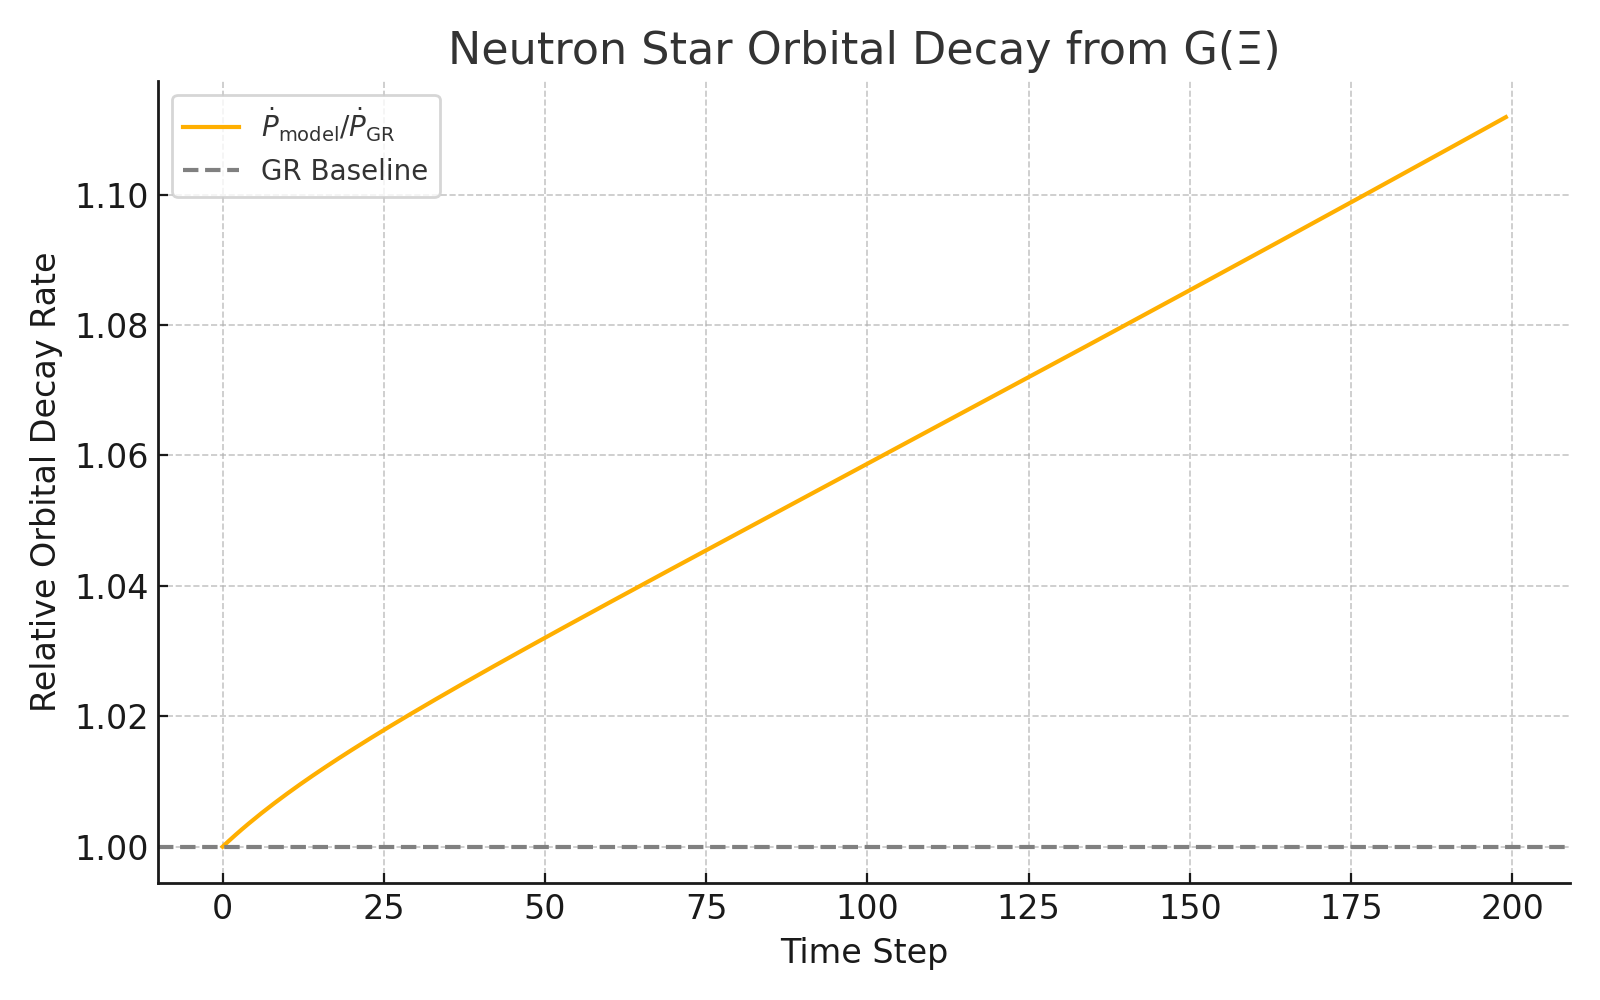 Neutron Star Orbital Decay from G(Ξ)
Ṗmodel/ṖGR
GR Baseline
Relative Orbital Decay Rate
1.10
1.08
1.06
1.04
1.02
1.00
0 25 50 75 100 125 150 175 200
Time Step